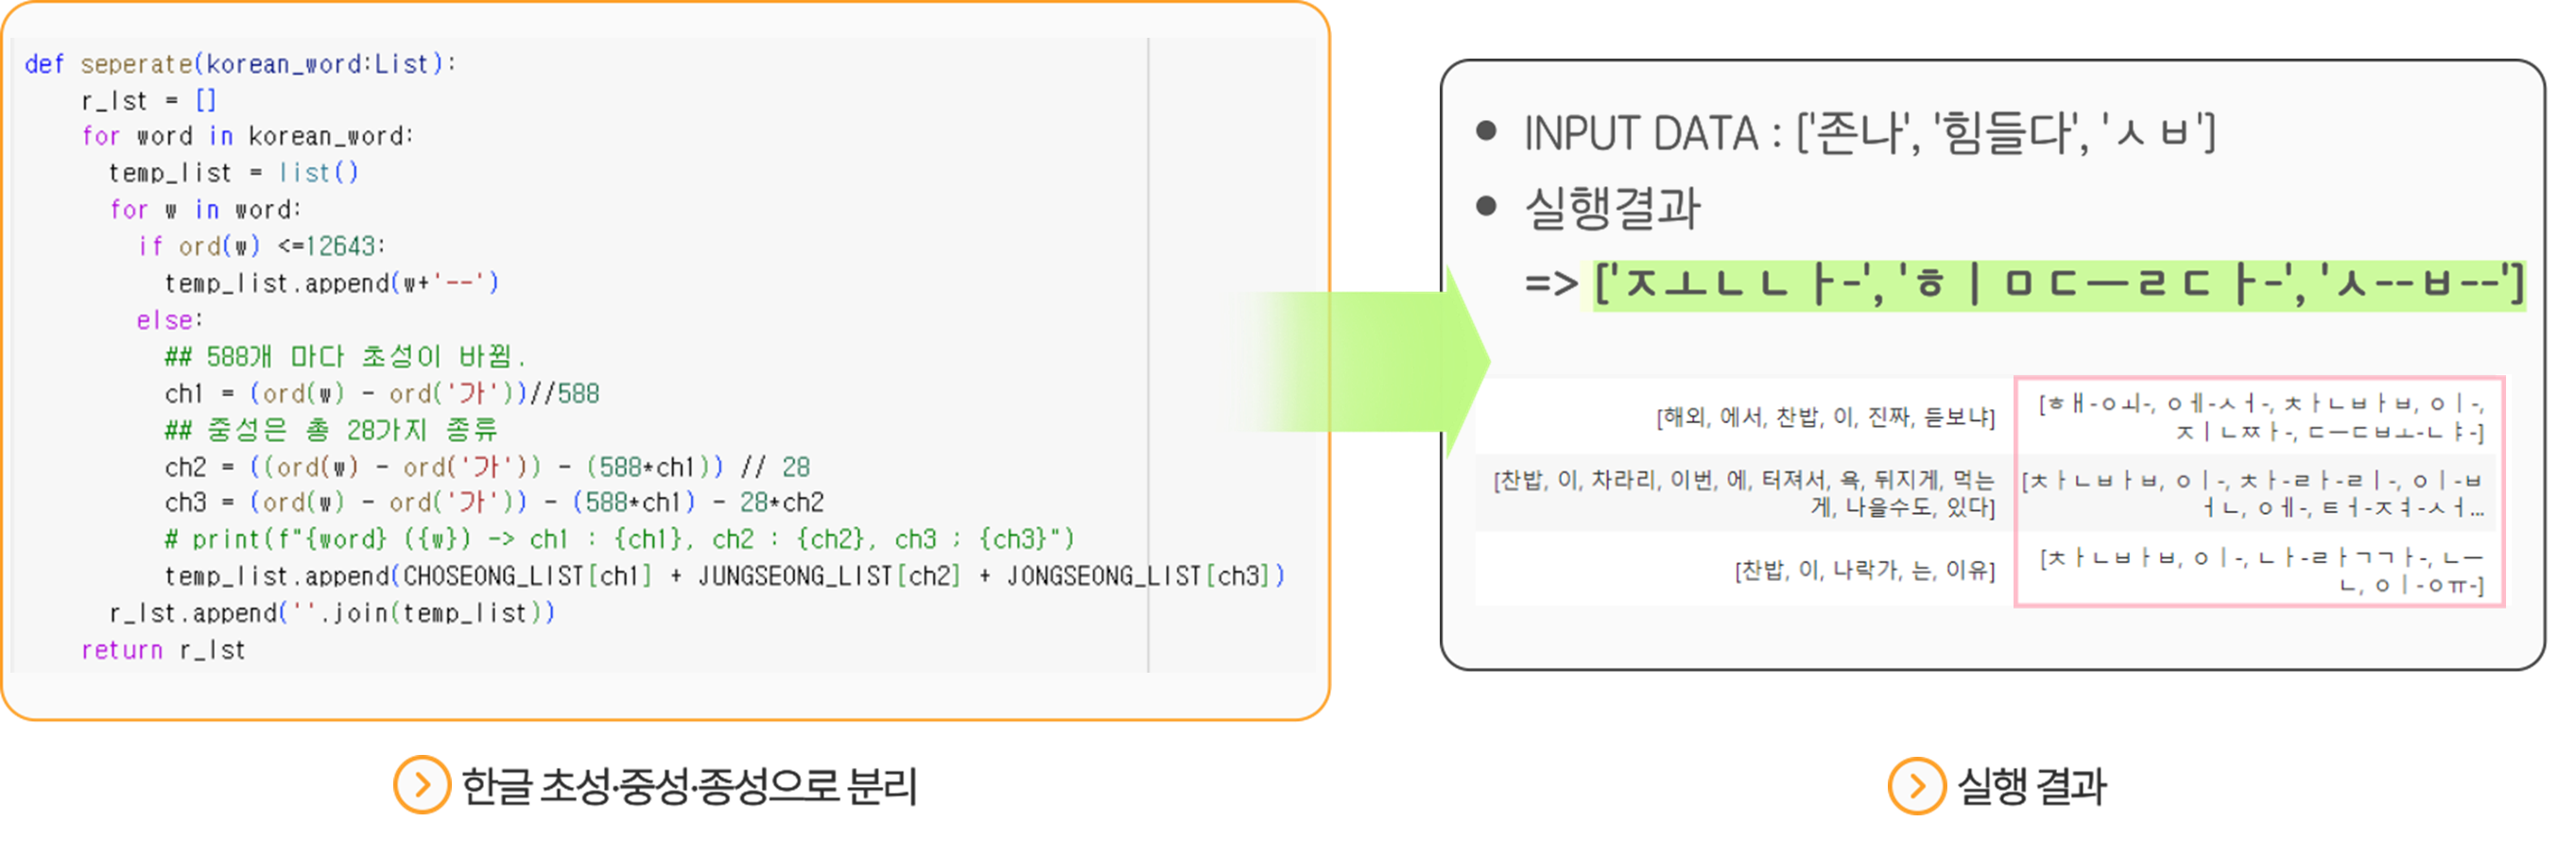 def seperate(korean_word:List):
r_lst = []
for word in korean_word:
temp_list = list()
for w in word:
if ord(w) <=12643:
temp_list.append(w+'--')
else:
## 588개 마다 초성이 바뀜.
ch1 = (ord(w) - ord('가'))//588
## 중성은 총 28가지 종류
ch2 = ((ord(w) - ord('가')) - (588*ch1)) // 28
ch3 = (ord(w) - ord('가')) - (588*ch1) - 28*ch2
# print(f"{word} ({w}) -> ch1 : {ch1}, ch2 : {ch2}, ch3 ; {ch3}")
temp_list.append(CHOSEONG_LIST[ch1] + JUNGSEONG_LIST[ch2] + JONGSEONG_LIST[ch3])
r_lst.append(''.join(temp_list))
return r_lst
한글 초성·중성·종성으로 분리
INPUT DATA : ['존나', '힘들다', 'ㅅㅂ']
실행결과
=> ['ㅈㅗㄴㄴㅏ-', 'ㅎㅣㅁㄷㅡㄹㄷㅏ-', 'ㅅ--ㅂ--']
[해외, 에서, 찬밥, 이, 진짜, 듣보냐]
[ㅎㅐ-ㅇㅚ-, ㅇㅔ-ㅅㅓ-, ㅊㅏㄴㅂㅏㅂ, ㅇㅣ-,
ㅈㅣㄴㅉㅏ-, ㄷㅡㄷㅂㅗ-ㄴㅑ-]
[찬밥, 이, 차라리, 이번, 에, 터져서, 욕, 뒤지게, 먹는
게, 나을수도, 있다]
[ㅊㅏㄴㅂㅏㅂ, ㅇㅣ-, ㅊㅏ-ㄹㅏ-ㄹㅣ-, ㅇㅣ-ㅂ
ㅓㄴ, ㅇㅔ-, ㅌㅓ-ㅈㅕ-ㅅㅓ...
[찬밥, 이, 나락가, 는, 이유]
[ㅊㅏㄴㅂㅏㅂ, ㅇㅣ-, ㄴㅏ-ㄹㅏㄱㄱㅏ-, ㄴㅡ
ㄴ, ㅇㅣ-ㅇㅠ-]
실행 결과